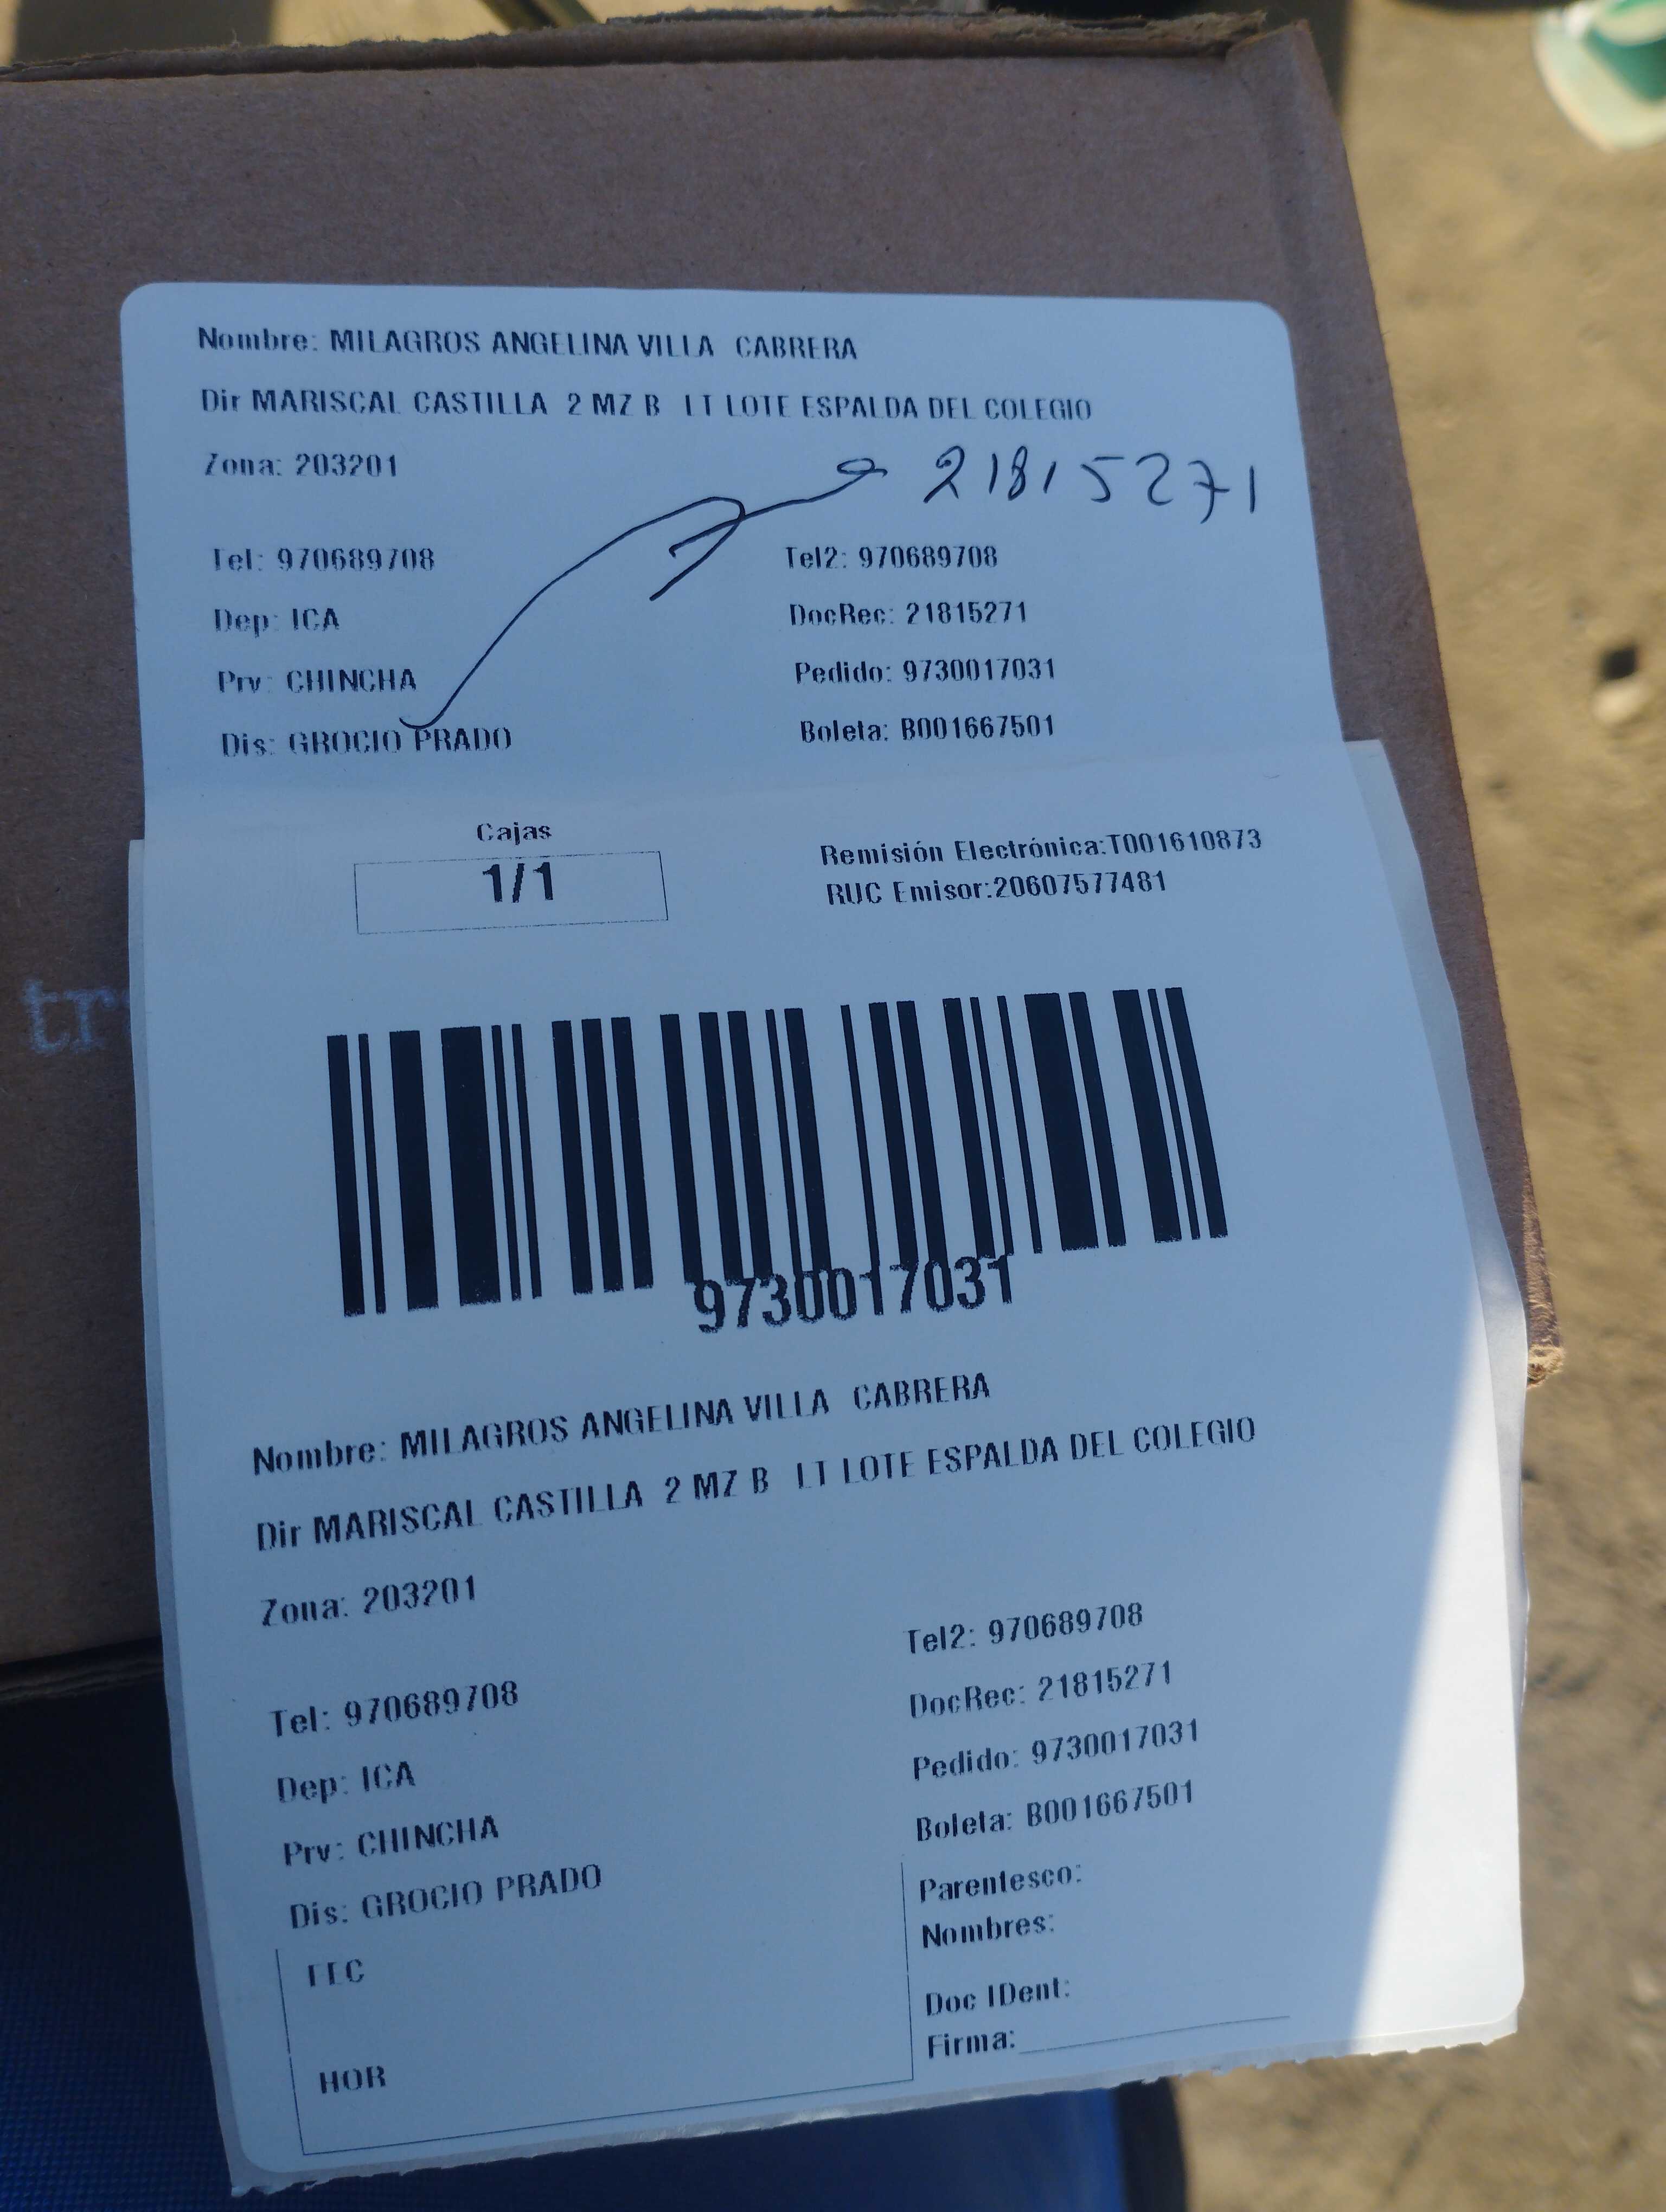 Nombre: MILAGROS ANGELINA VILLA CABRERA
Dir MARISCAL CASTILLA 2 MZ B LT LOTE ESPALDA DEL COLEGIO
Zona: 203201
21815271
Tel: 970689708 Tel2: 970689708
Dep: ICA DocRec: 21815271
Prv: CHINCHA Pedido: 9730017031
Dis: GROCIO PRADO Boleta: B001667501
Cajas
1/1
Remisión Electrónica:T001610873
RUC Emisor:20607577481
9730017031
Nombre: MILAGROS ANGELINA VILLA CABRERA
Dir MARISCAL CASTILLA 2 MZ B LT LOTE ESPALDA DEL COLEGIO
Zona: 203201
Tel: 970689708 Tel2: 970689708
Dep: ICA DocRec: 21815271
Prv: CHINCHA Pedido: 9730017031
Dis: GROCIO PRADO Boleta: B001667501
FEC
HOR
Parentesco:
Nombres:
Doc IDent:
Firma: